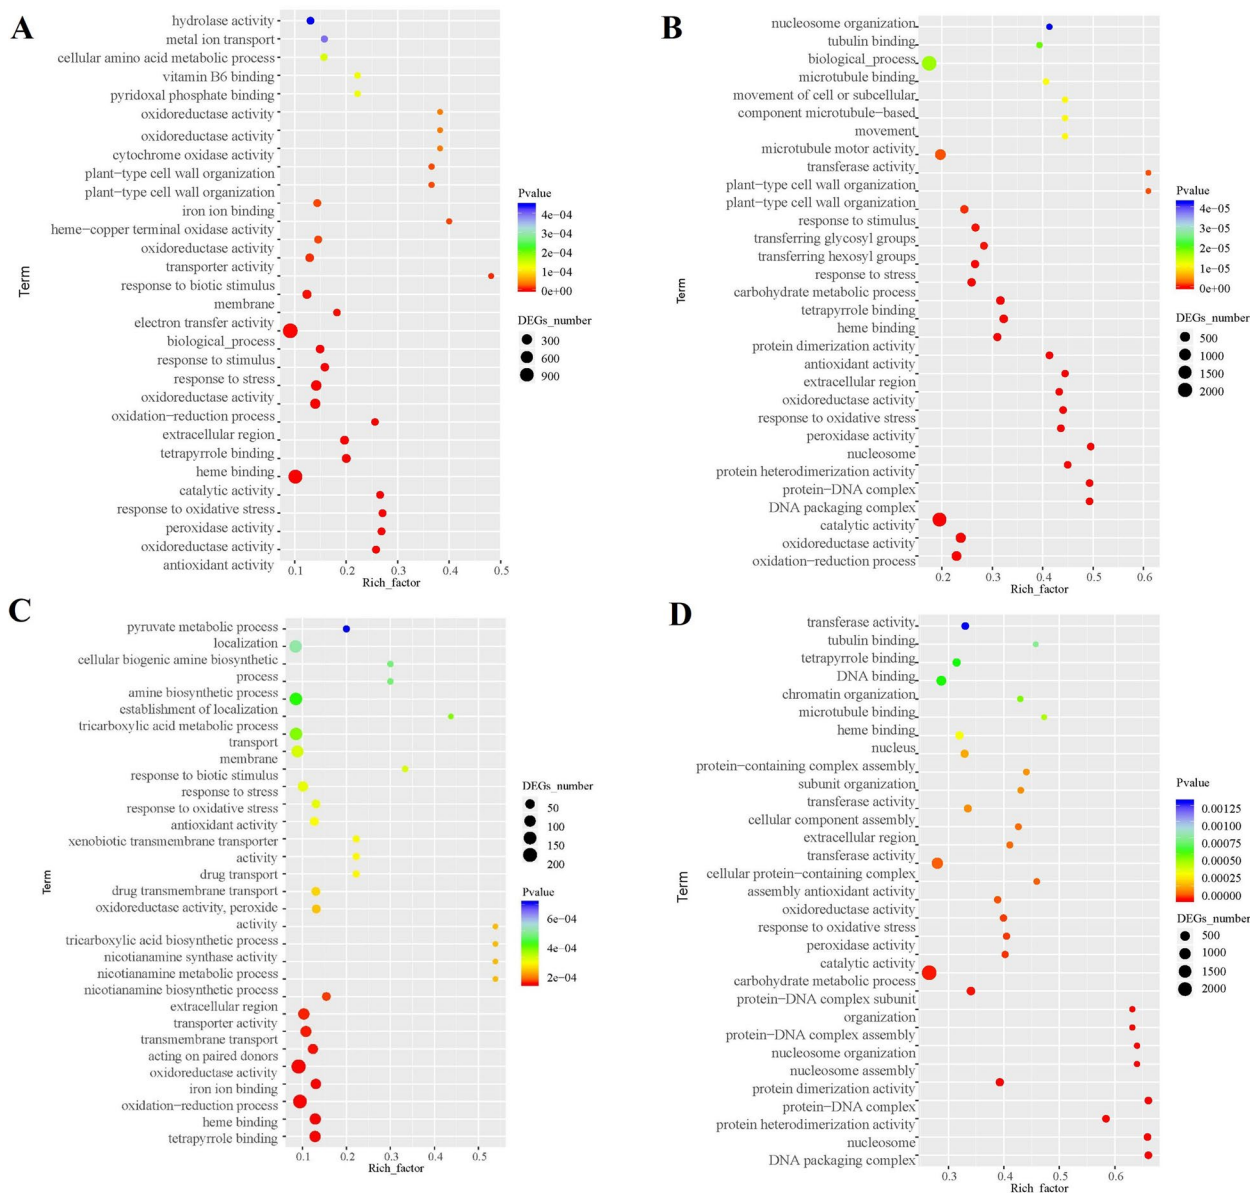 A
hydrolase activity
metal ion transport
cellular amino acid metabolic process
vitamin B6 binding
pyridoxal phosphate binding
oxidoreductase activity
oxidoreductase activity
cytochrome oxidase activity
plant-type cell wall organization
plant-type cell wall organization
iron ion binding
heme-copper terminal oxidase activity
oxidoreductase activity
transporter activity
response to biotic stimulus
membrane
electron transfer activity
biological_process
response to stimulus
response to stress
oxidoreductase activity
oxidation-reduction process
extracellular region
tetrapyrrole binding
heme binding
catalytic activity
response to oxidative stress
peroxidase activity
oxidoreductase activity
antioxidant activity
Term
0.1 0.2 0.3 0.4 0.5
Rich_factor
Pvalue
4e-04
3e-04
2e-04
1e-04
0e+00
DEGs_number
300
600
900
B
nucleosome organization
tubulin binding
biological_process
microtubule binding
movement of cell or subcellular
component microtubule-based
movement
microtubule motor activity
transferase activity
plant-type cell wall organization
plant-type cell wall organization
response to stimulus
transferring glycosyl groups
transferring hexosyl groups
response to stress
carbohydrate metabolic process
tetrapyrrole binding
heme binding
protein dimerization activity
antioxidant activity
extracellular region
oxidoreductase activity
response to oxidative stress
peroxidase activity
nucleosome
protein heterodimerization activity
protein-DNA complex
DNA packaging complex
catalytic activity
oxidoreductase activity
oxidation-reduction process
Term
0.2 0.3 0.4 0.5 0.6
Rich_factor
Pvalue
4e-05
3e-05
2e-05
1e-05
0e+00
DEGs_number
500
1000
1500
2000
C
pyruvate metabolic process
localization
cellular biogenic amine biosynthetic
process
amine biosynthetic process
establishment of localization
tricarboxylic acid metabolic process
transport
membrane
response to biotic stimulus
response to stress
response to oxidative stress
antioxidant activity
xenobiotic transmembrane transporter
activity
drug transport
drug transmembrane transport
oxidoreductase activity, peroxide
activity
tricarboxylic acid biosynthetic process
nicotianamine synthase activity
nicotianamine metabolic process
nicotianamine biosynthetic process
extracellular region
transporter activity
transmembrane transport
acting on paired donors
oxidoreductase activity
iron ion binding
oxidation-reduction process
heme binding
tetrapyrrole binding
Term
0.1 0.2 0.3 0.4 0.5
Rich_factor
DEGs_number
50
100
150
200
Pvalue
6e-04
4e-04
2e-04
D
transferase activity
tubulin binding
tetrapyrrole binding
DNA binding
chromatin organization
microtubule binding
heme binding
nucleus
protein-containing complex assembly
subunit organization
transferase activity
cellular component assembly
extracellular region
transferase activity
cellular protein-containing complex
assembly antioxidant activity
oxidoreductase activity
response to oxidative stress
peroxidase activity
catalytic activity
carbohydrate metabolic process
protein-DNA complex subunit
organization
protein-DNA complex assembly
nucleosome organization
nucleosome assembly
protein dimerization activity
protein-DNA complex
protein heterodimerization activity
nucleosome
DNA packaging complex
Term
0.3 0.4 0.5 0.6
Rich_factor
Pvalue
0.00125
0.00100
0.00075
0.00050
0.00025
0.00000
DEGs_number
500
1000
1500
2000